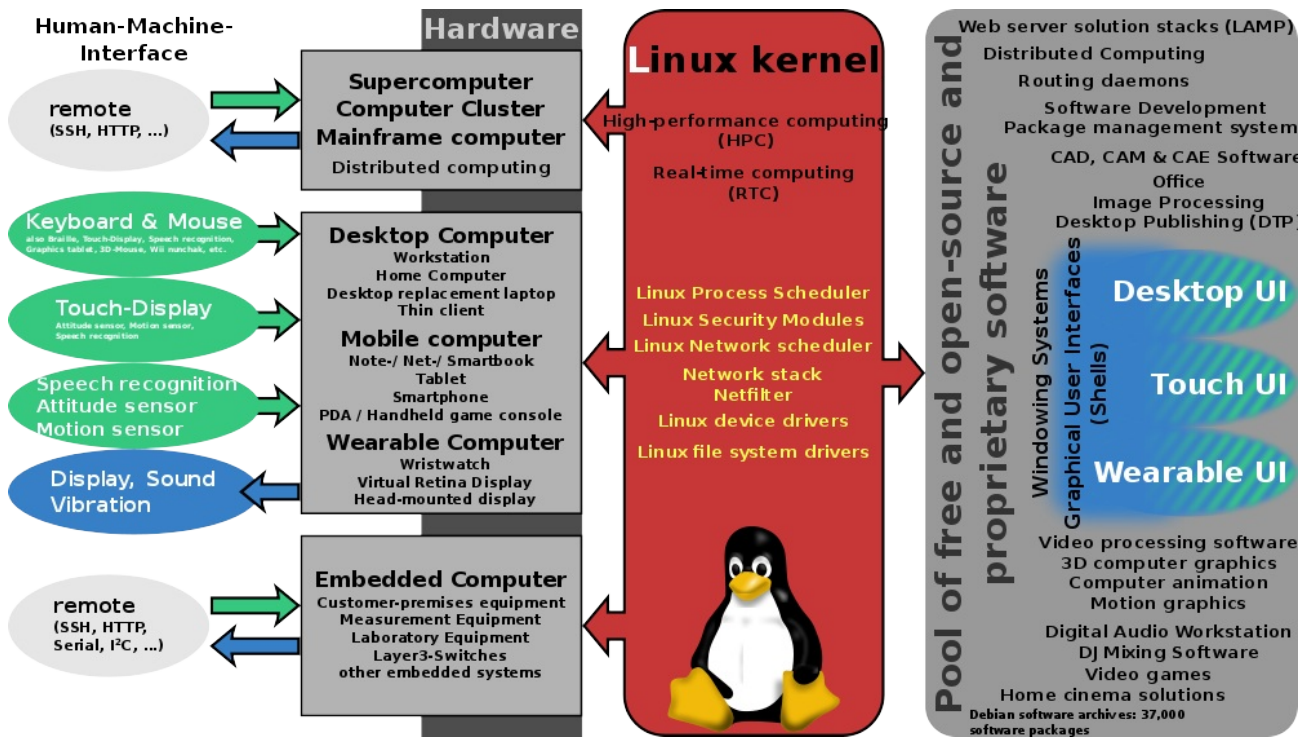 Human-Machine-
Interface
remote
(SSH, HTTP, ...)
Keyboard & Mouse
also Braille, Touch-Display, Speech recognition,
Graphics tablet, 3D-Mouse, Wii nunchak, etc.
Touch-Display
Attitude sensor, Motion sensor,
Speech recognition
Speech recognition
Attitude sensor
Motion sensor
Display, Sound
Vibration
remote
(SSH, HTTP,
Serial, I²C, ...)
Hardware
Supercomputer
Computer Cluster
Mainframe computer
Distributed computing
Desktop Computer
Workstation
Home Computer
Desktop replacement laptop
Thin client
Mobile computer
Note-/ Net-/ Smartbook
Tablet
Smartphone
PDA / Handheld game console
Wearable Computer
Wristwatch
Virtual Retina Display
Head-mounted display
Embedded Computer
Customer-premises equipment
Measurement Equipment
Laboratory Equipment
Layer3-Switches
other embedded systems
Linux kernel
High-performance computing
(HPC)
Real-time computing
(RTC)
Linux Process Scheduler
Linux Security Modules
Linux Network scheduler
Network stack
Netfilter
Linux device drivers
Linux file system drivers
Pool of free and open-source and
proprietary software
Web server solution stacks (LAMP)
Distributed Computing
Routing daemons
Software Development
Package management system
CAD, CAM & CAE Software
Office
Image Processing
Desktop Publishing (DTP)
Windowing Systems
Graphical User Interfaces
(Shells)
Desktop UI
Touch UI
Wearable UI
Video processing software
3D computer graphics
Computer animation
Motion graphics
Digital Audio Workstation
DJ Mixing Software
Video games
Home cinema solutions
Debian software archives: 37,000
software packages